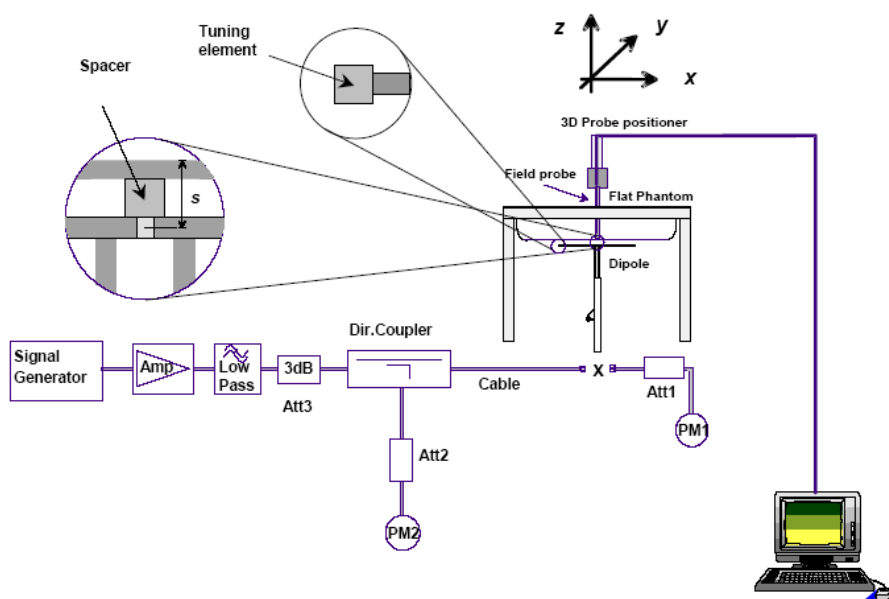 Tuning
element
Spacer
s
z
y
x
3D Probe positioner
Field probe
Flat Phantom
Dipole
Signal
Generator
Amp
Low
Pass
3dB
Att3
Dir.Coupler
Cable
X
Att1
PM1
Att2
PM2